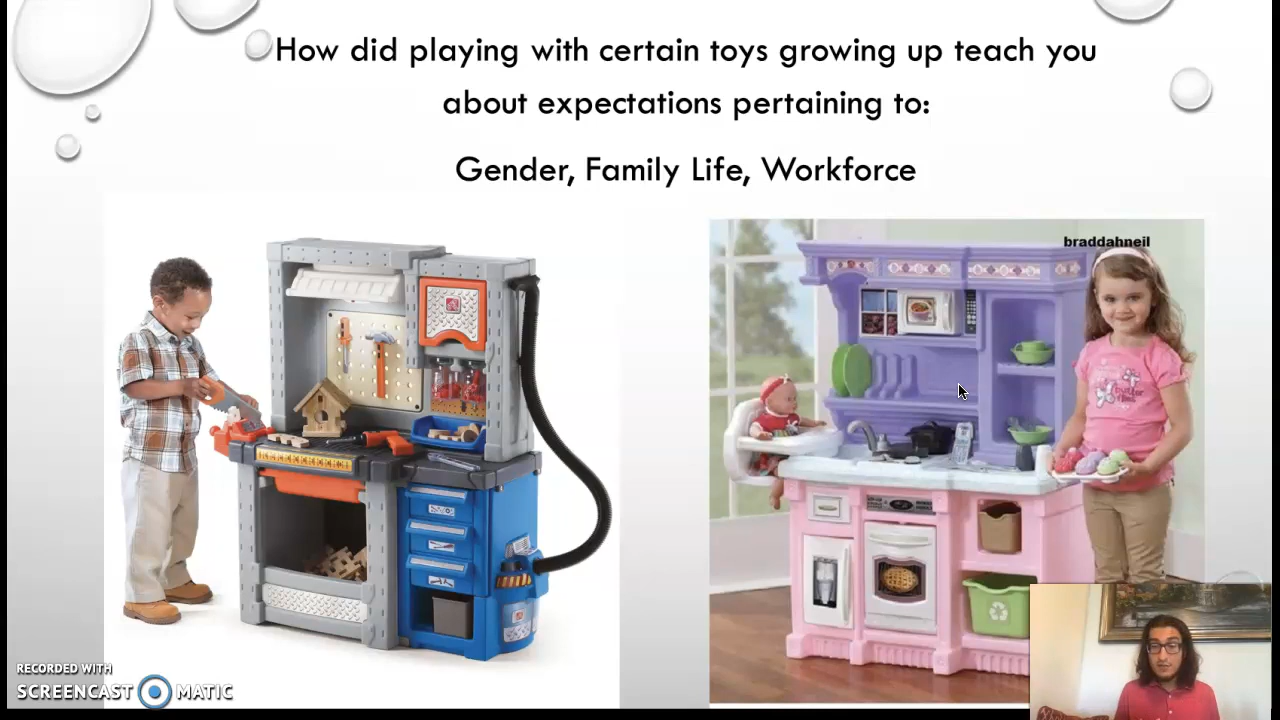 How did playing with certain toys growing up teach you
about expectations pertaining to:
Gender, Family Life, Workforce
braddahneil
RECORDED WITH
SCREENCAST MATIC